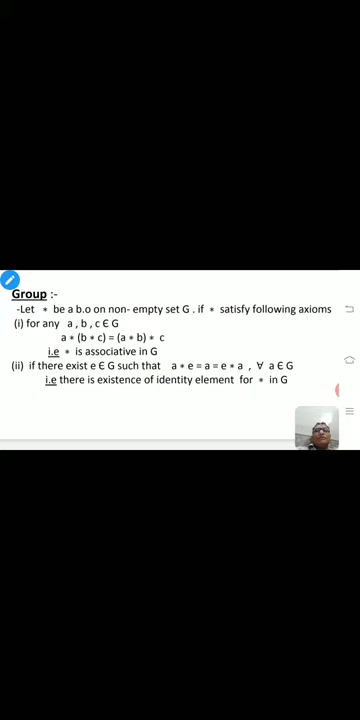 Group :-
-Let * be a b.o on non- empty set G . if * satisfy following axioms
(i) for any a , b , c Є G
a * (b * c) = (a * b) * c
i.e * is associative in G
(ii) if there exist e Є G such that a * e = a = e * a , ∀ a Є G
i.e there is existence of identity element for * in G